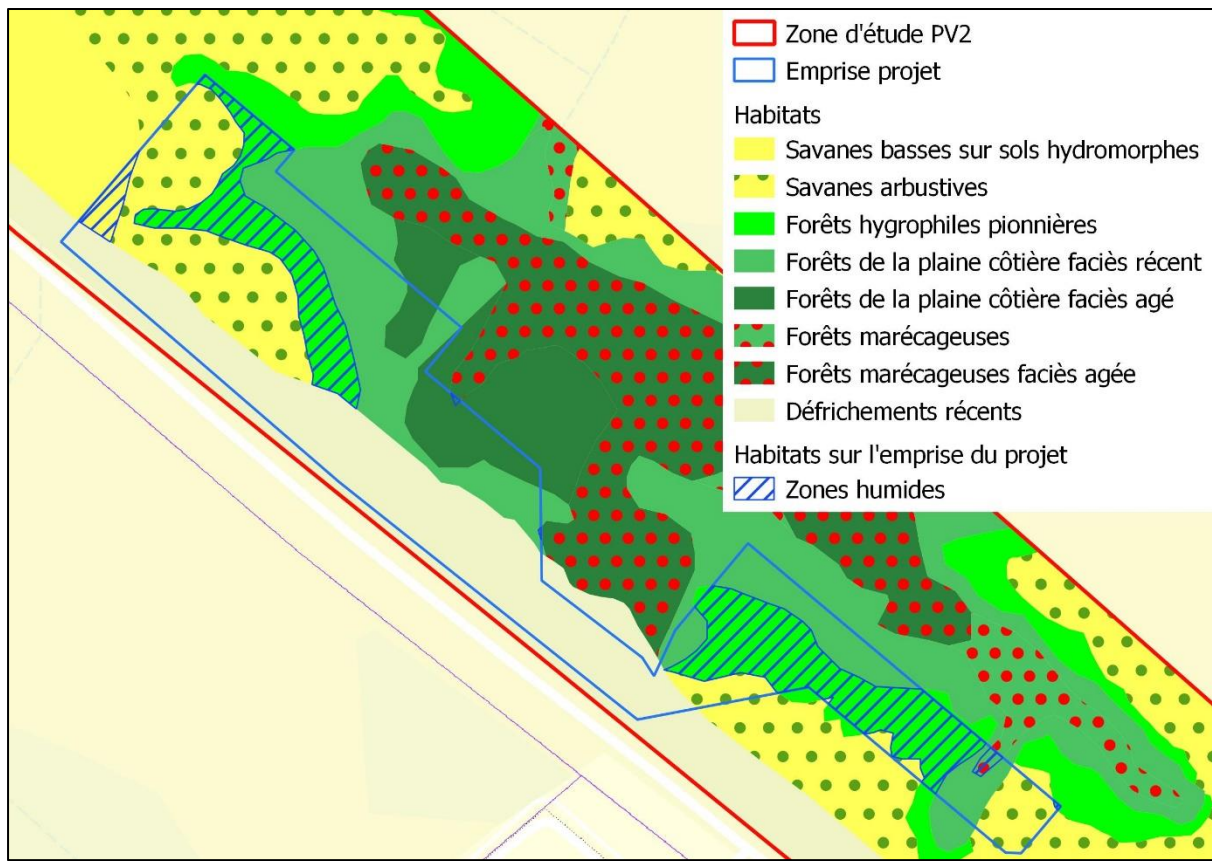 Zone d'étude PV2
Emprise projet
Habitats
Savanes basses sur sols hydromorphes
Savanes arbustives
Forêts hygrophiles pionnières
Forêts de la plaine côtière faciès récent
Forêts de la plaine côtière faciès agé
Forêts marécageuses
Forêts marécageuses faciès agée
Défrichements récents
Habitats sur l'emprise du projet
Zones humides